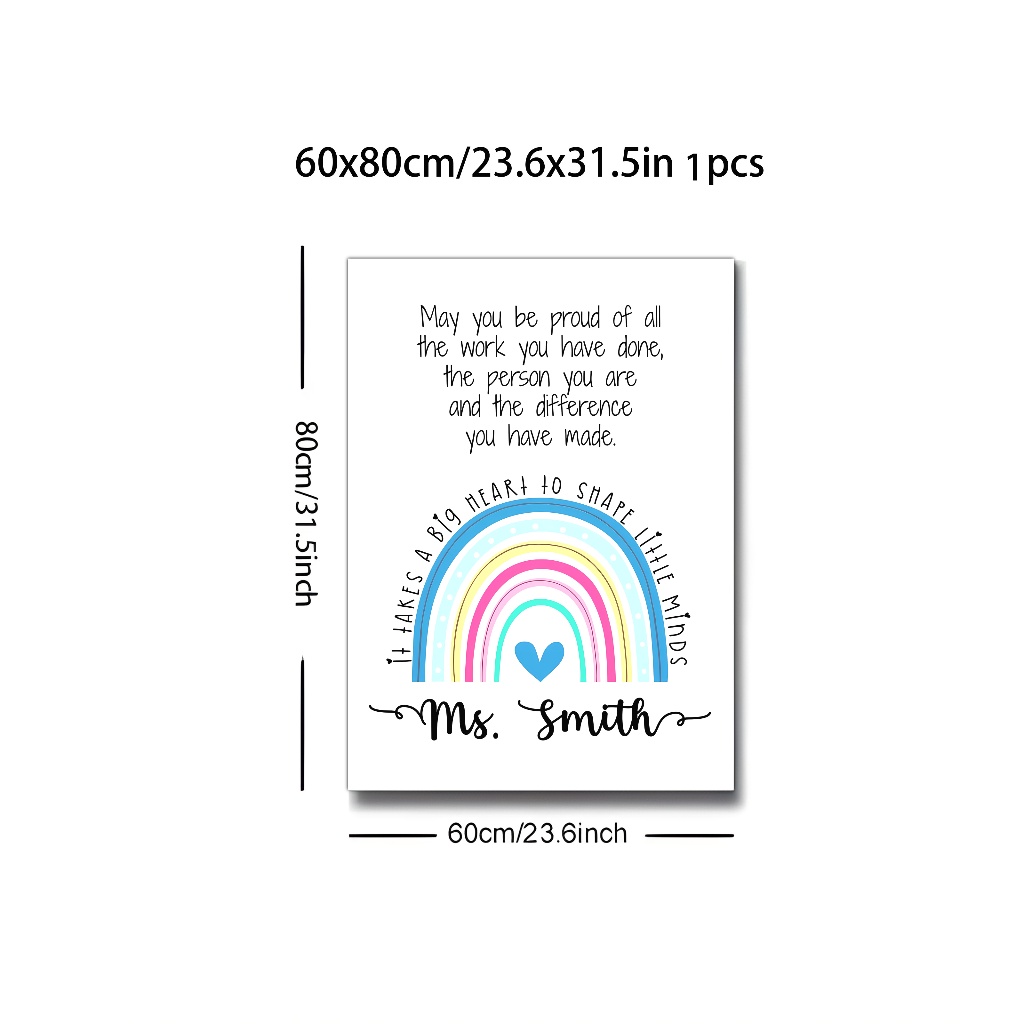 60x80cm/23.6x31.5in 1pcs
80cm/31.5inch
May you be proud of all
the work you have done,
the person you are
and the difference
you have made.
IT TAKES A BIG HEART TO SHAPE LITTLE MINDS
Ms. Smith
60cm/23.6inch